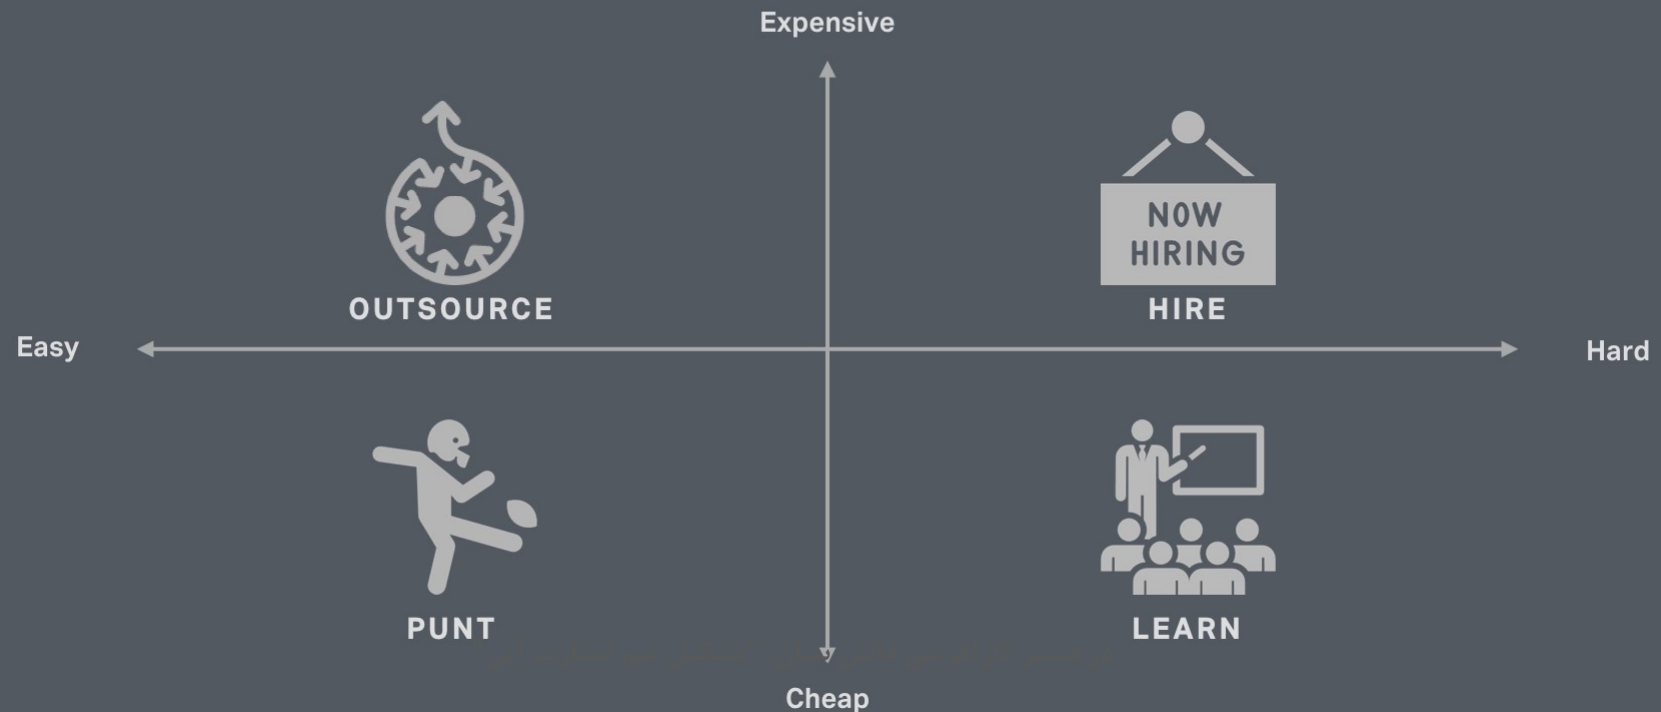 Expensive
NOW
HIRING
OUTSOURCE
HIRE
Easy
Hard
PUNT
LEARN
Cheap